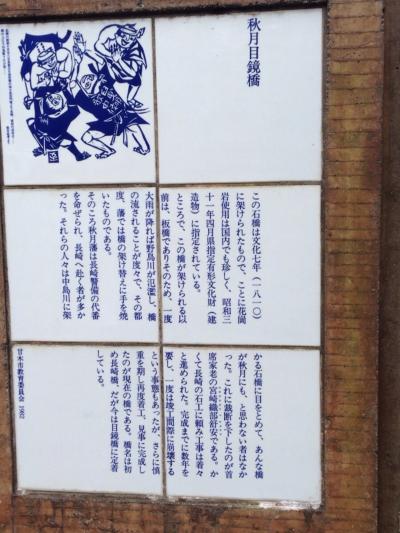 秋月目鏡橋
この石橋は文化七年（一八一〇）
に架けられたもので、ことに花崗
岩使用は国内でも珍しく、昭和三
十一年四月県指定有形文化財（建
造物）に指定されている。
ところで、この橋が架けられる以
前は、板橋でありそのため、一度
大雨が降れば野鳥川が氾濫し、橋
の流されることが度々で、その都
度、藩では橋の架け替えに手を焼
いたものである。
そのころ秋月藩は長崎警備の代番
を命ぜられ、長崎へ赴く者が多か
った。それらの人々は中島川に架
かる石橋に目をとめて、あんな橋
が秋月にも、と思わない者はなか
った。これに裁断を下したのが首
席家老の宮崎織部舒安である。か
くて長崎の石工に頼み工事は着々
と進められた。完成までに数年を
要し、一度は竣工間際に崩壊する
という事態もあったが、さらに慎
重を期し再度着工、見事に完成し
たのが現在の橋である。橋名は初
め長崎橋、だが今は目鏡橋に定着
している。
甘木市教育委員会 1982